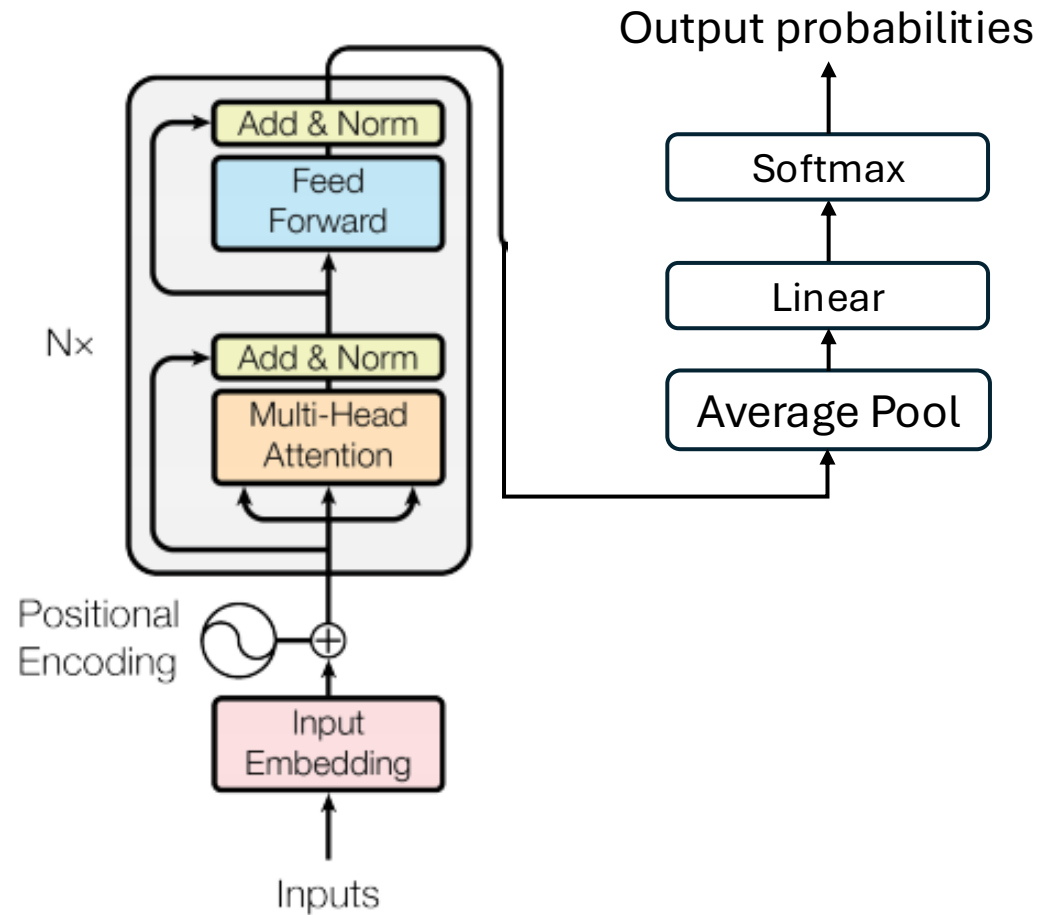 Output probabilities
Softmax
Linear
Average Pool
Add & Norm
Feed
Forward
Add & Norm
Multi-Head
Attention
N×
Positional
Encoding
Input
Embedding
Inputs